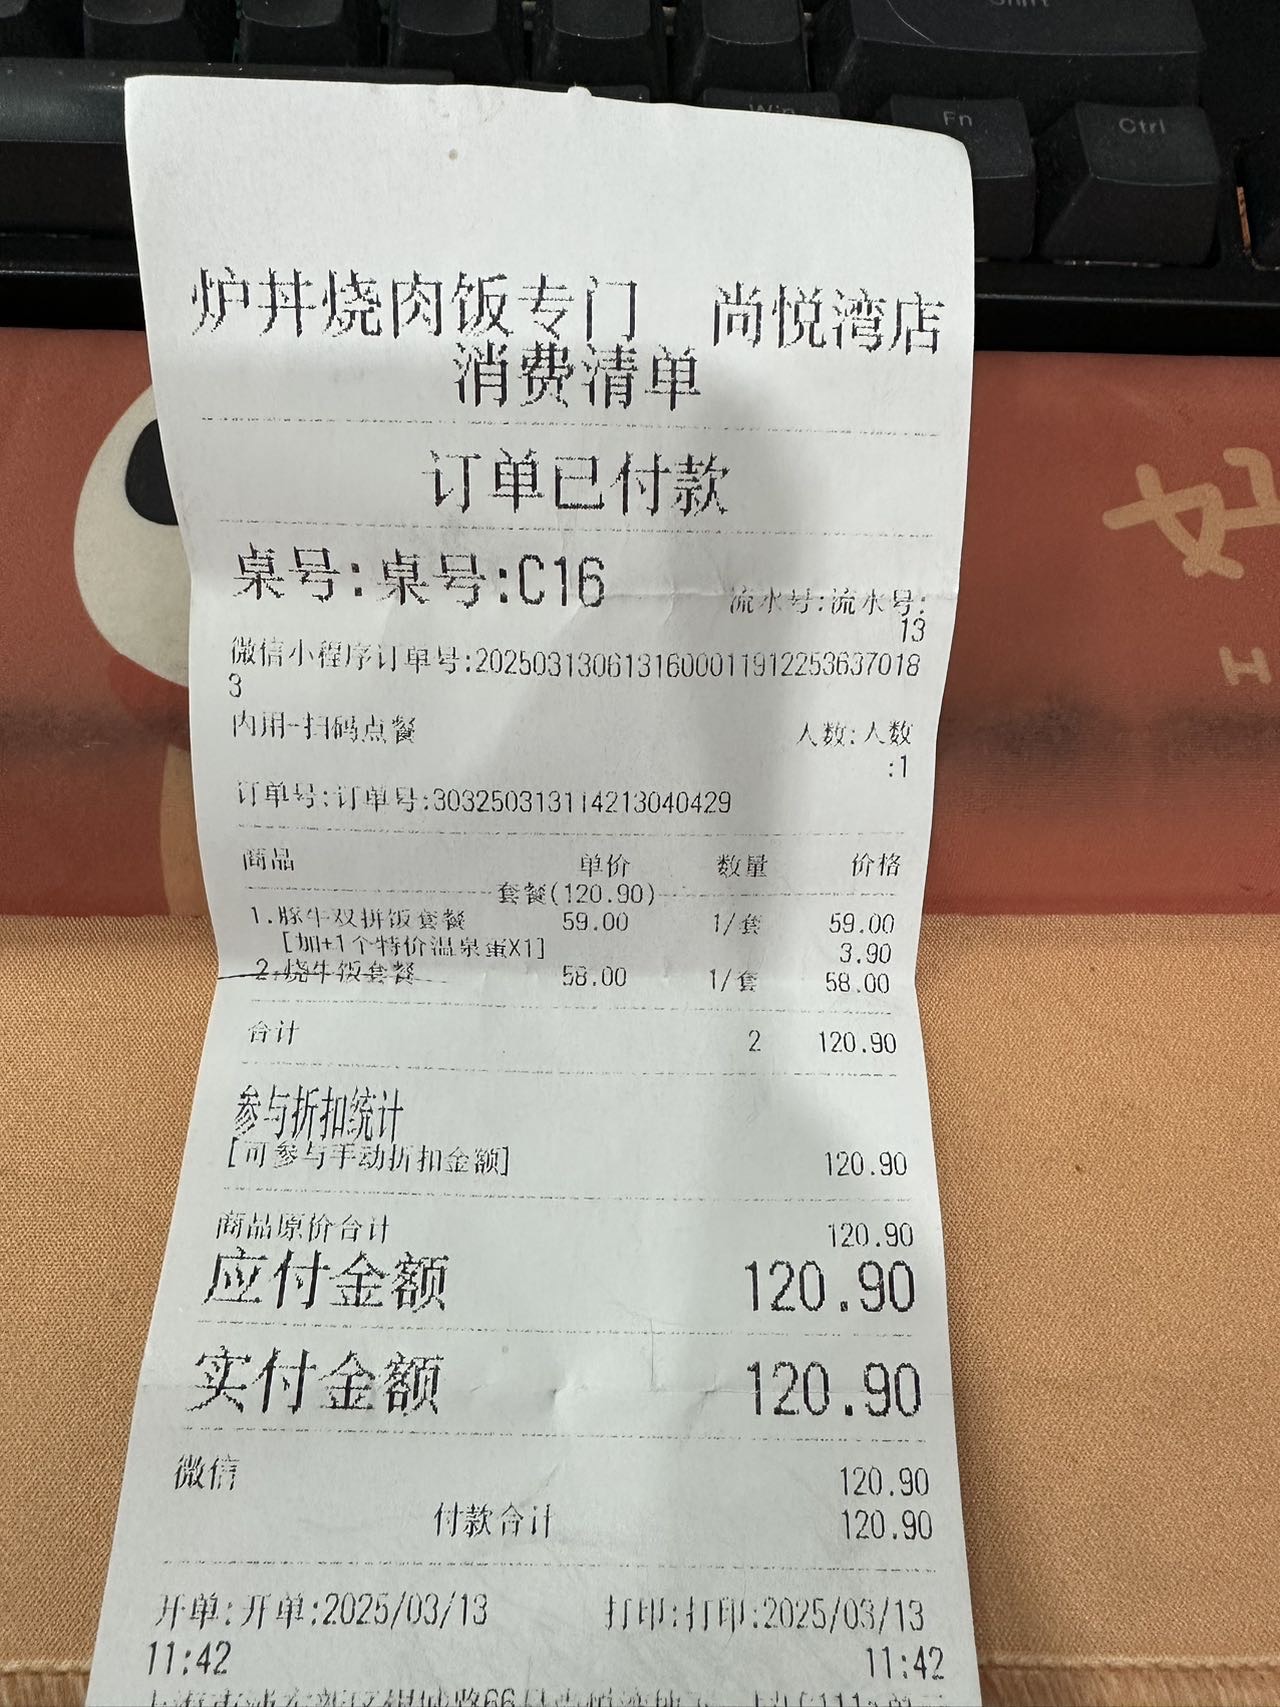 Shift
Win
Fn
Ctrl
炉丼烧肉饭专门 尚悦湾店
消费清单
订单已付款
桌号:桌号:C16
流水号:流水号:
13
微信小程序订单号:2025031306131600011912253637018
3
内用-扫码点餐
人数:人数
:1
订单号:订单号:303250313114213040429
商品 单价 数量 价格
套餐(120.90)
1.豚牛双拼饭套餐 59.00 1/套 59.00
[加+1个特价温泉蛋X1] 3.90
2.烧牛饭套餐 58.00 1/套 58.00
合计 2 120.90
参与折扣统计
[可参与手动折扣金额] 120.90
商品原价合计 120.90
应付金额 120.90
实付金额 120.90
微信 120.90
付款合计 120.90
开单:开单:2025/03/13 打印:打印:2025/03/13
11:42 11:42
好